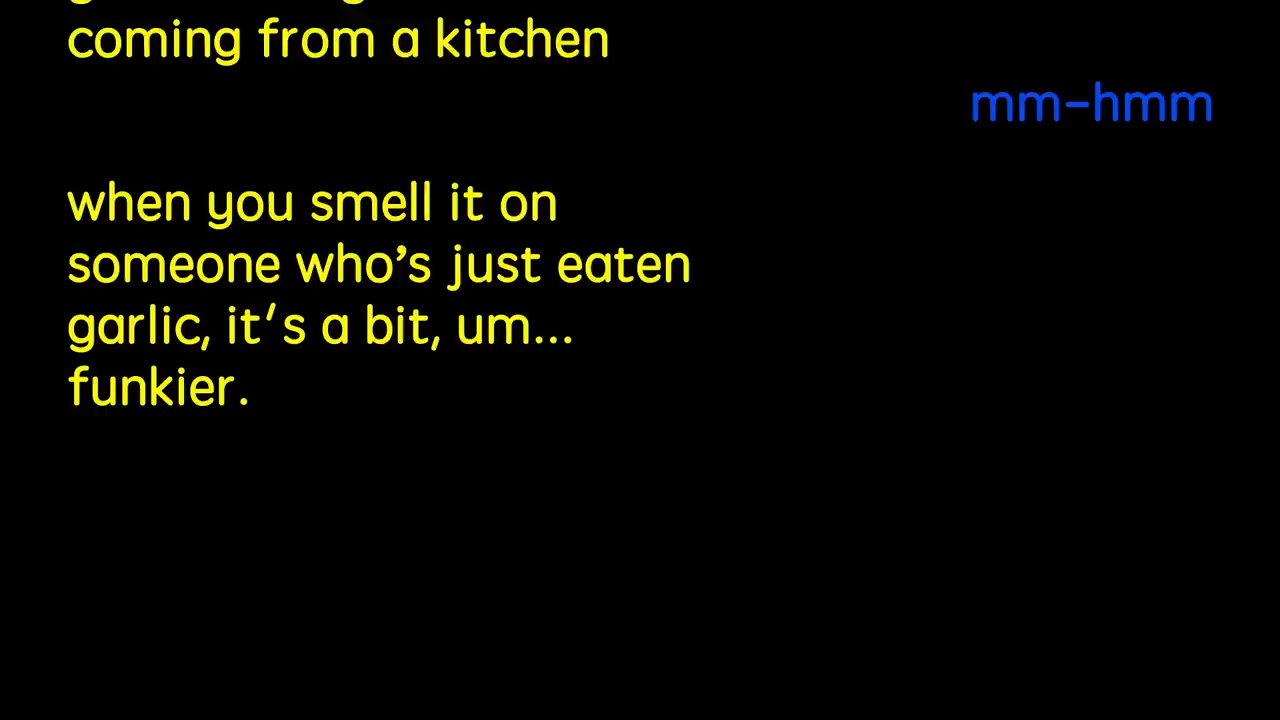 coming from a kitchen
mm-hmm
when you smell it on
someone who’s just eaten
garlic, it's a bit, um...
funkier.